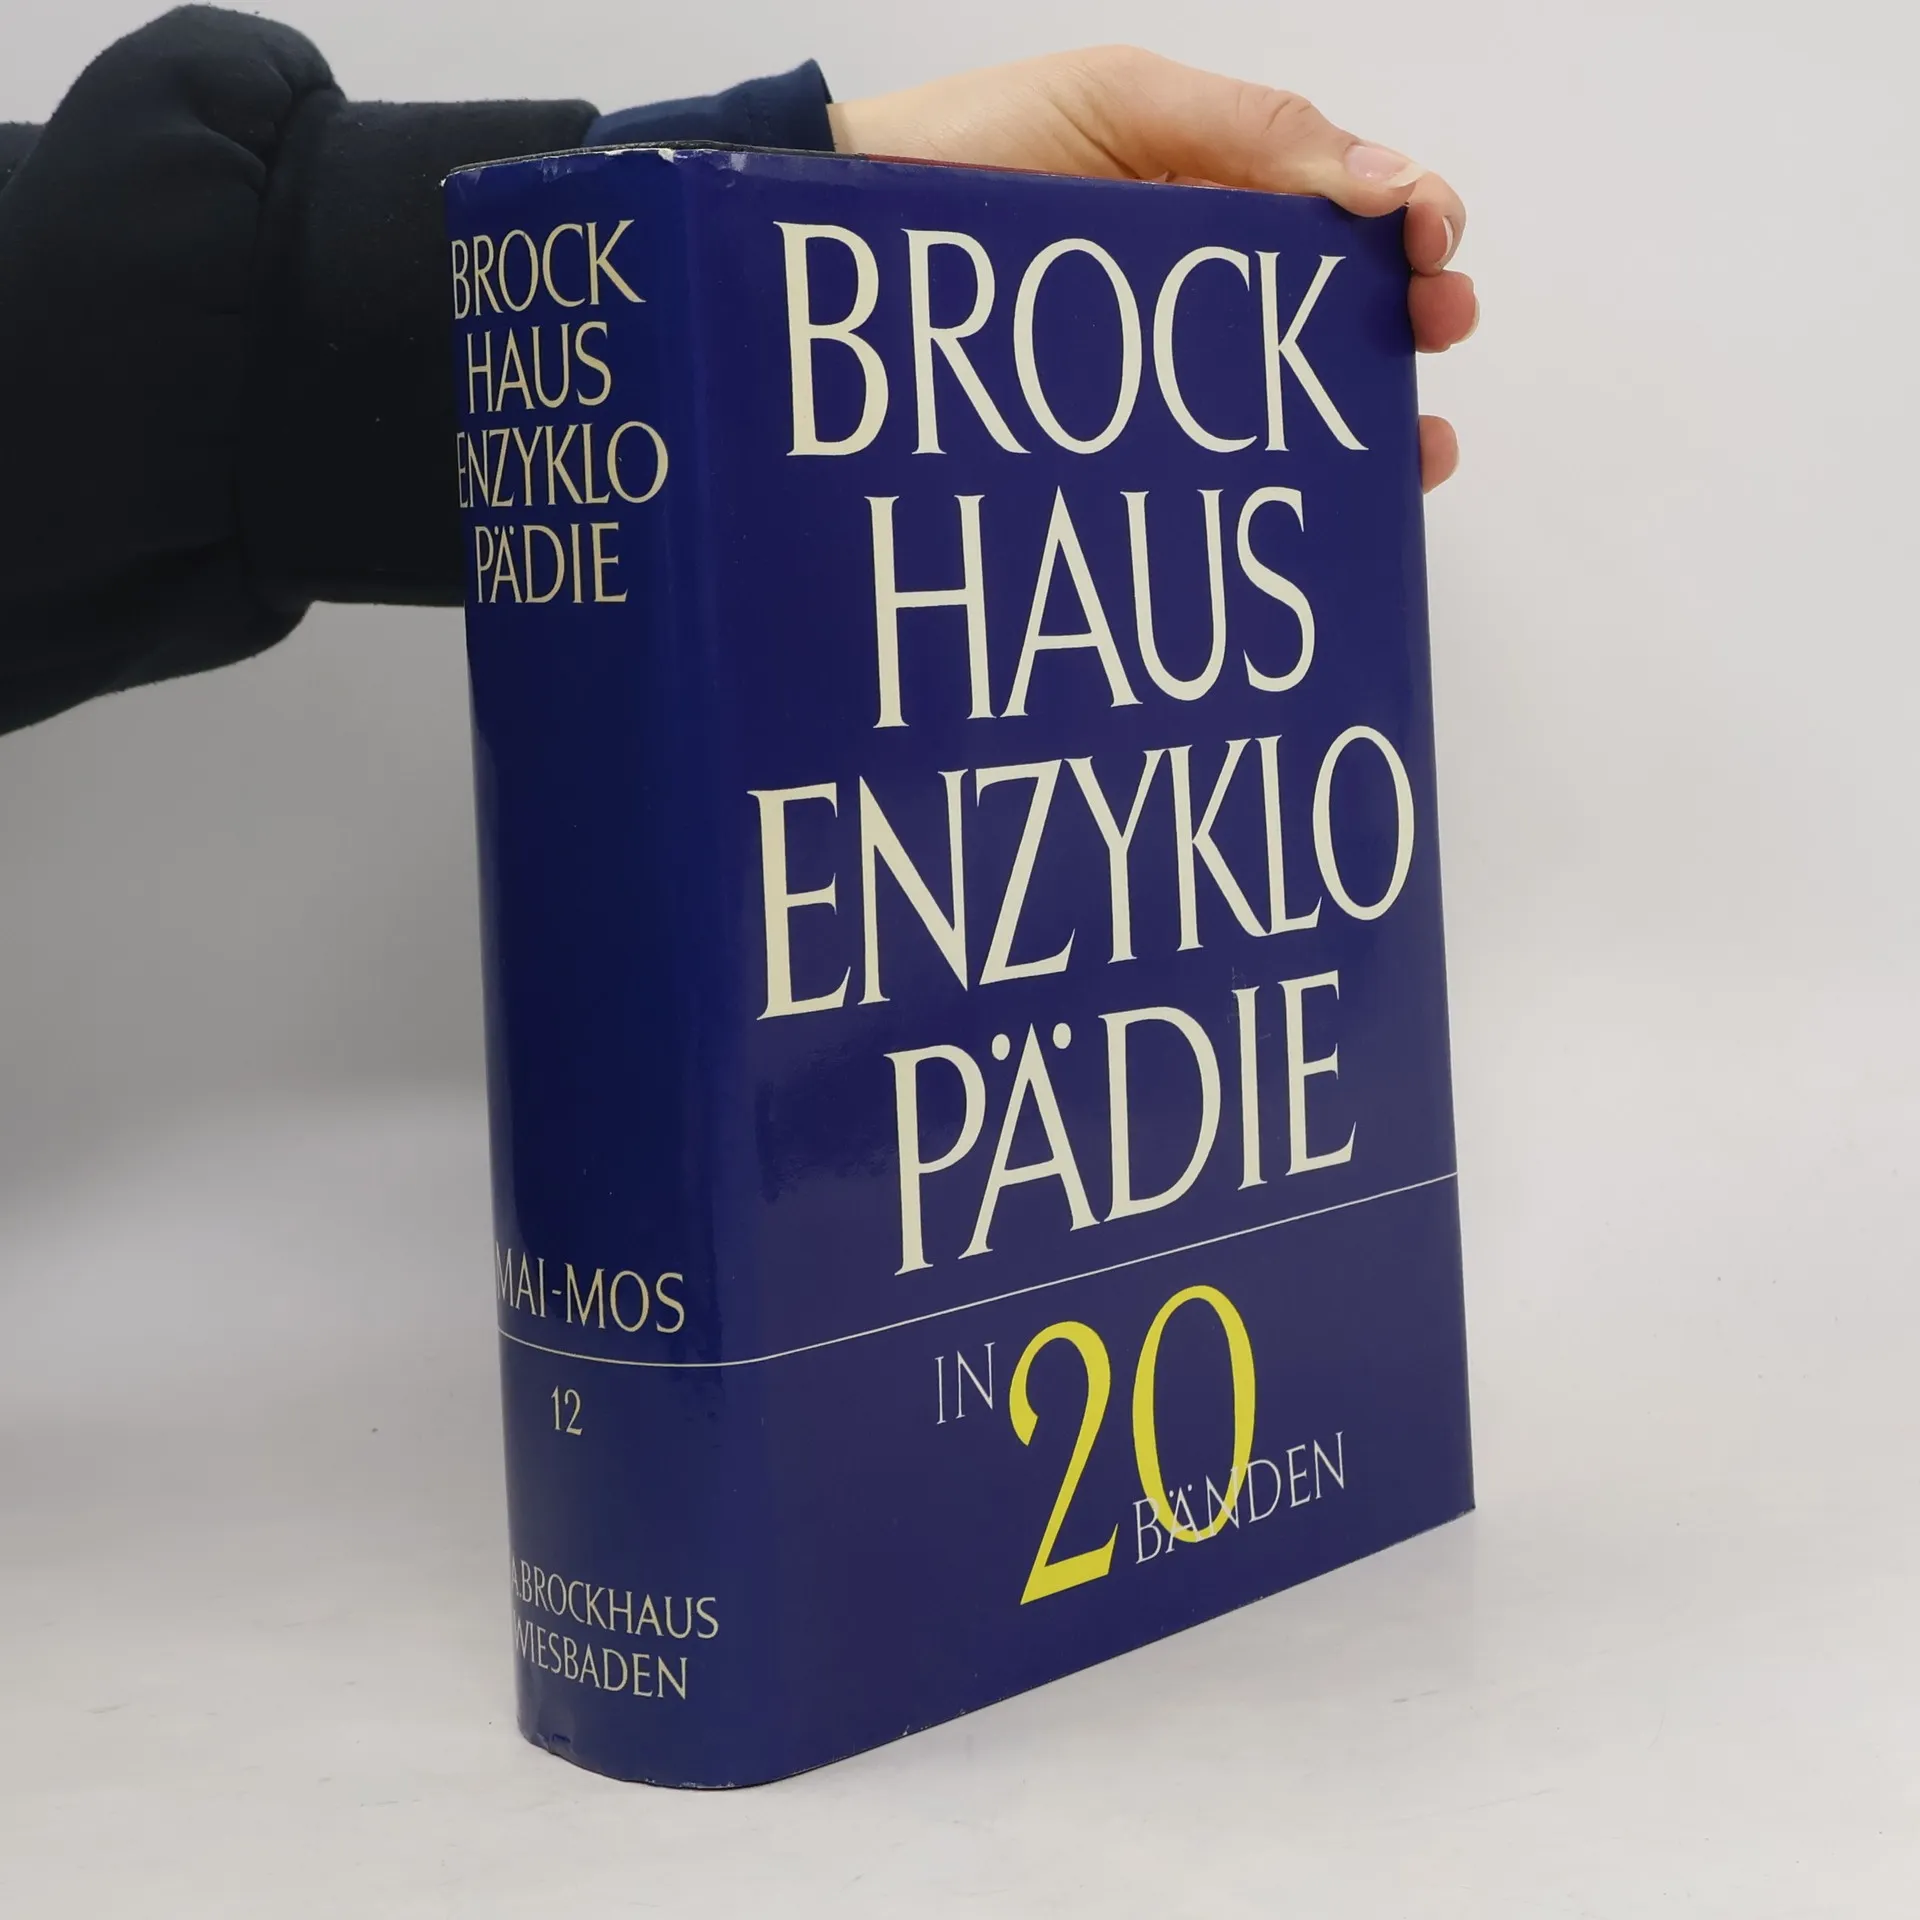 BROCK
HAUS
ENZYKLO
PÄDIE
MAI-MOS
12
A.BROCKHAUS
WIESBADEN
BROCK
HAUS
ENZYKLO
PÄDIE
IN 20
BÄNDEN